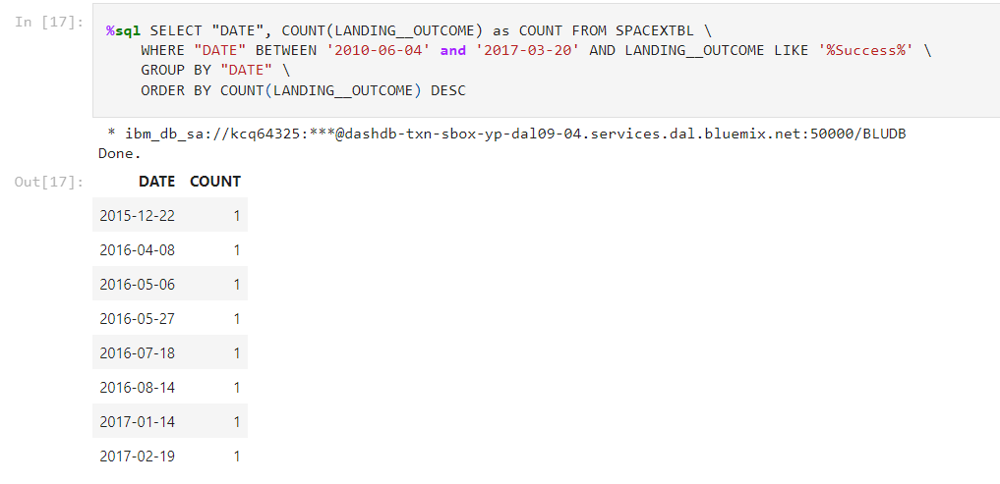 In [17]:
%sql SELECT "DATE", COUNT(LANDING__OUTCOME) as COUNT FROM SPACEXTBL \
WHERE "DATE" BETWEEN '2010-06-04' and '2017-03-20' AND LANDING__OUTCOME LIKE '%Success%' \
GROUP BY "DATE" \
ORDER BY COUNT(LANDING__OUTCOME) DESC
* ibm_db_sa://kcq64325:***@dashdb-txn-sbox-yp-dal09-04.services.dal.bluemix.net:50000/BLUDB
Done.
Out[17]:
DATE COUNT
2015-12-22 1
2016-04-08 1
2016-05-06 1
2016-05-27 1
2016-07-18 1
2016-08-14 1
2017-01-14 1
2017-02-19 1